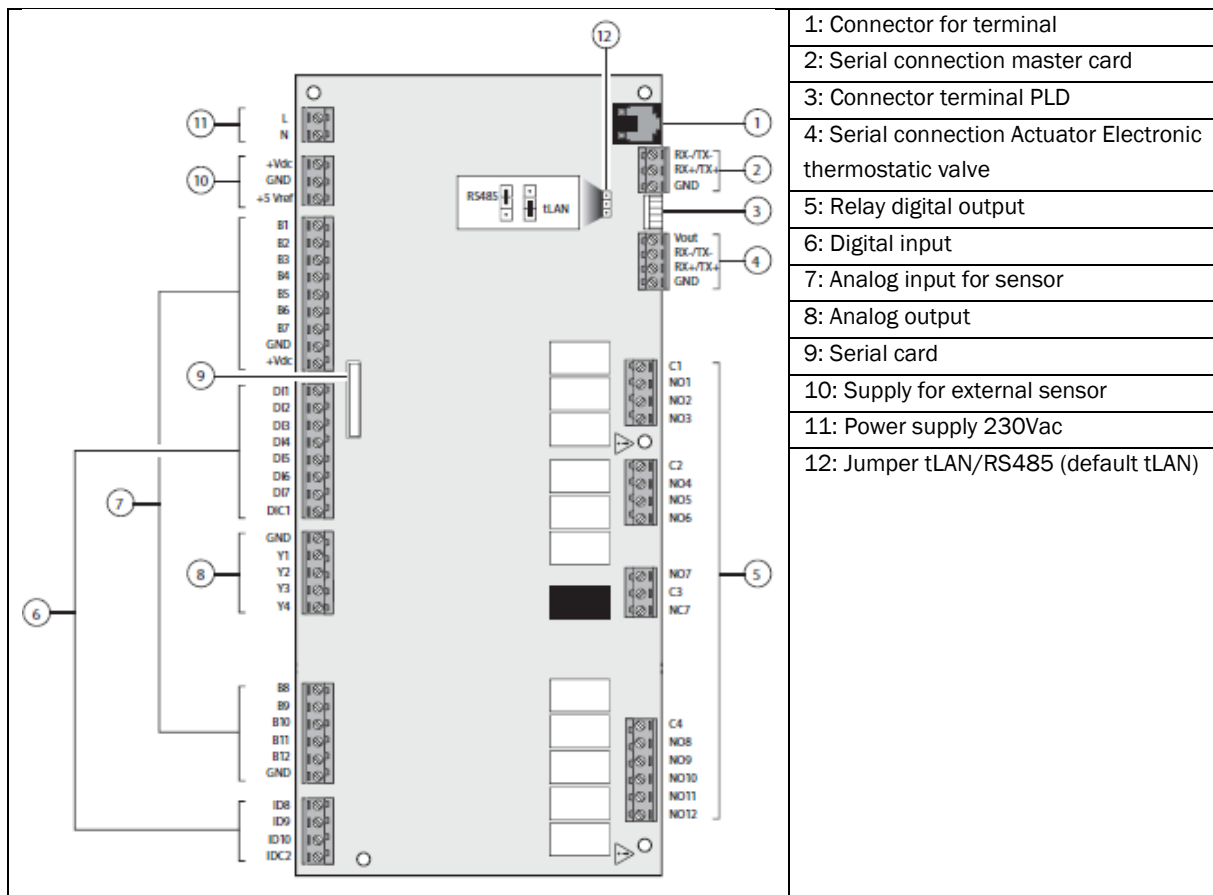 12
11
L
N
10
+Vdc
GND
+5 Vref
B1
B2
B3
B4
B5
B6
B7
GND
+Vdc
9
DI1
DI2
DI3
DI4
DI5
DI6
DI7
DIC1
7
GND
Y1
Y2
Y3
Y4
8
6
B8
B9
B10
B11
B12
GND
ID8
ID9
ID10
IDC2
RS485
tLAN
1
RX-/TX-
RX+/TX+
GND
2
3
Vout
RX-/TX-
RX+/TX+
GND
4
C1
NO1
NO2
NO3
C2
NO4
NO5
NO6
NO7
C3
NC7
5
C4
NO8
NO9
NO10
NO11
NO12
1: Connector for terminal
2: Serial connection master card
3: Connector terminal PLD
4: Serial connection Actuator Electronic
thermostatic valve
5: Relay digital output
6: Digital input
7: Analog input for sensor
8: Analog output
9: Serial card
10: Supply for external sensor
11: Power supply 230Vac
12: Jumper tLAN/RS485 (default tLAN)